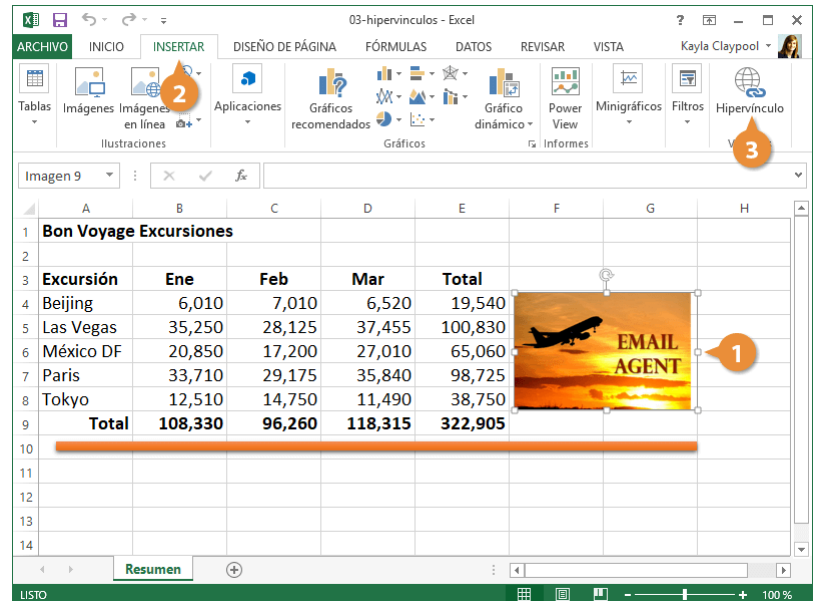 03-hipervinculos - Excel
ARCHIVO INICIO INSERTAR DISEÑO DE PÁGINA FÓRMULAS DATOS REVISAR VISTA Kayla Claypool
Tablas Imágenes Imágenes en línea Aplicaciones Gráficos recomendados Gráfico dinámico Power View Minigráficos Filtros Hipervínculo
2
3
Ilustraciones Gráficos Informes
Imagen 9 fx
A B C D E F G H
1 Bon Voyage Excursiones
2
3 Excursión Ene Feb Mar Total
4 Beijing 6,010 7,010 6,520 19,540
5 Las Vegas 35,250 28,125 37,455 100,830
6 México DF 20,850 17,200 27,010 65,060
7 Paris 33,710 29,175 35,840 98,725
8 Tokyo 12,510 14,750 11,490 38,750
9 Total 108,330 96,260 118,315 322,905
EMAIL
AGENT
1
10
11
12
13
14
Resumen
LISTO 100 %